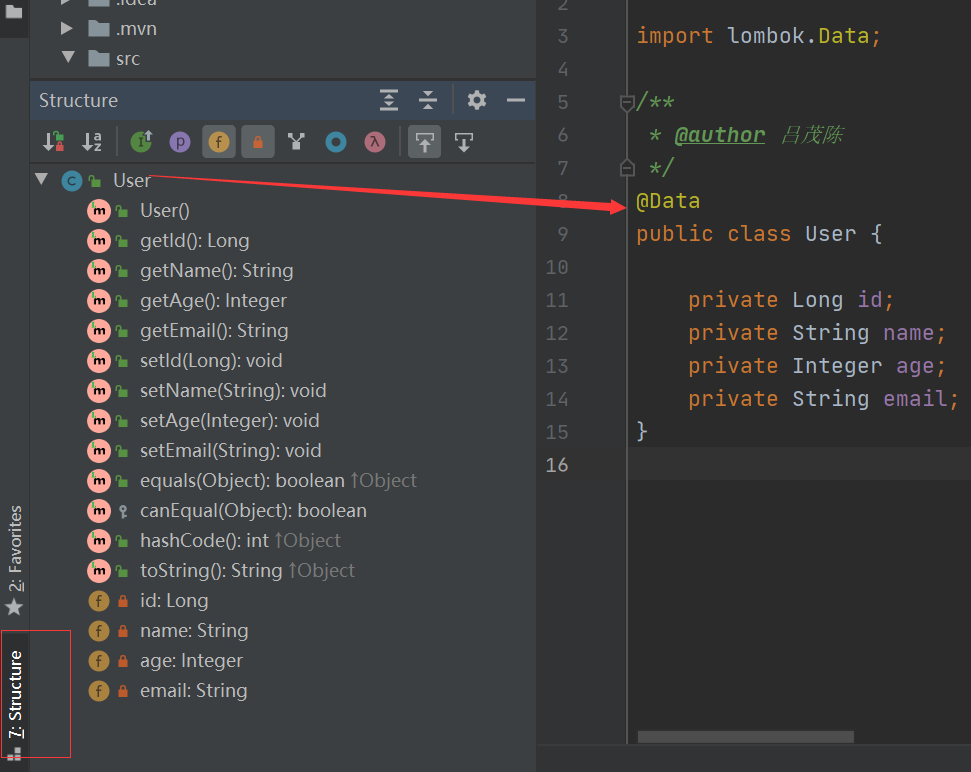 .idea
.mvn
src
Structure
User
User()
getId(): Long
getName(): String
getAge(): Integer
getEmail(): String
setId(Long): void
setName(String): void
setAge(Integer): void
setEmail(String): void
equals(Object): boolean ↑Object
canEqual(Object): boolean
hashCode(): int ↑Object
toString(): String ↑Object
id: Long
name: String
age: Integer
email: String
2: Favorites
7: Structure
2
3 import lombok.Data;
4
5 /**
6 * @author 吕茂陈
7 */
8 @Data
9 public class User {
10
11 private Long id;
12 private String name;
13 private Integer age;
14 private String email;
15 }
16